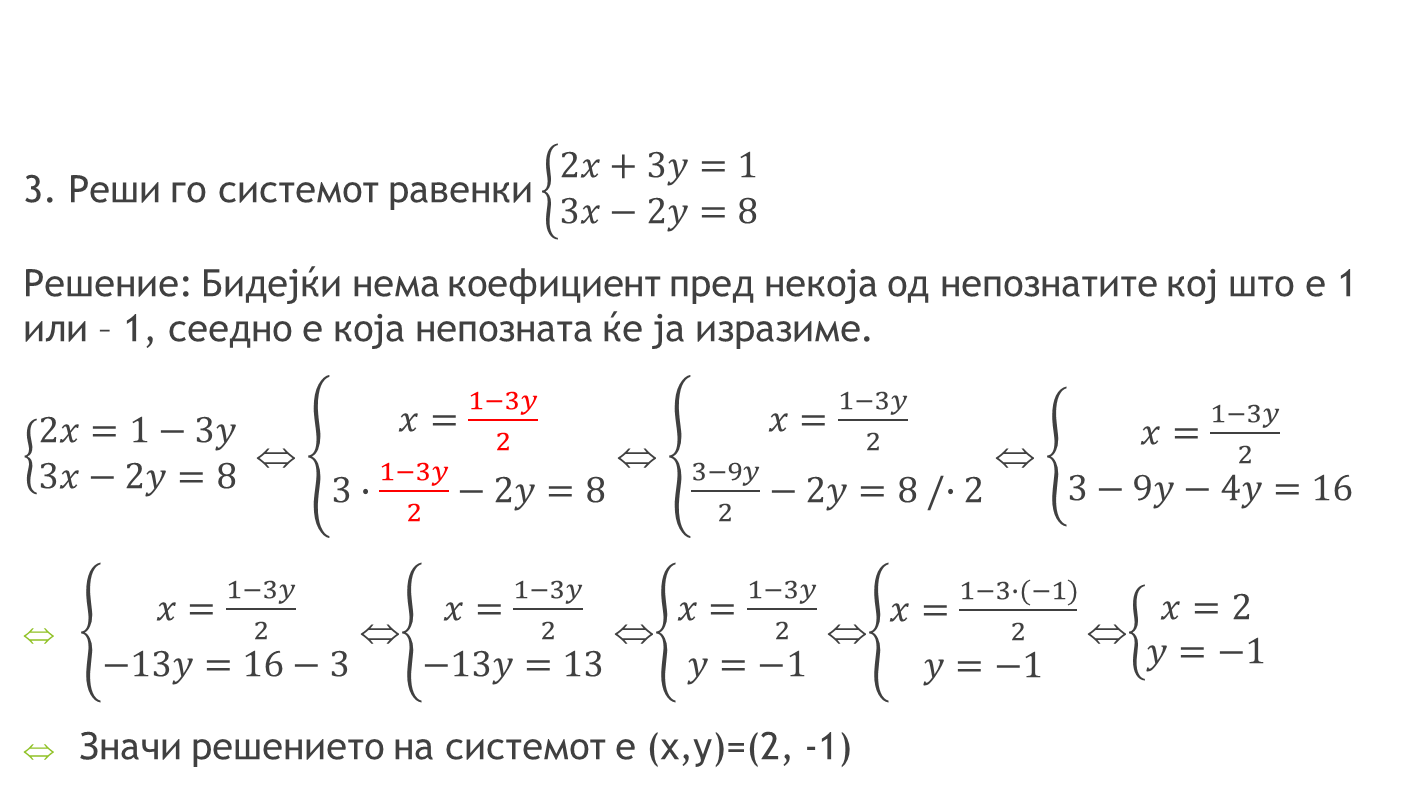 3. Реши го системот равенки {2x + 3y = 1
3x − 2y = 8
Решение: Бидејќи нема коефициент пред некоја од непознатите кој што е 1
или – 1, сеедно е која непозната ќе ја изразиме.
{2x = 1 − 3y
3x − 2y = 8 ⇔ {x = (1−3y)/2
3 · (1−3y)/2 − 2y = 8 ⇔ {x = (1−3y)/2
(3−9y)/2 − 2y = 8 /· 2 ⇔ {x = (1−3y)/2
3 − 9y − 4y = 16
⇔ {x = (1−3y)/2
−13y = 16 − 3 ⇔ {x = (1−3y)/2
−13y = 13 ⇔ {x = (1−3y)/2
y = −1 ⇔ {x = (1−3·(−1))/2
y = −1 ⇔ {x = 2
y = −1
⇔ Значи решението на системот е (x,y)=(2, -1)